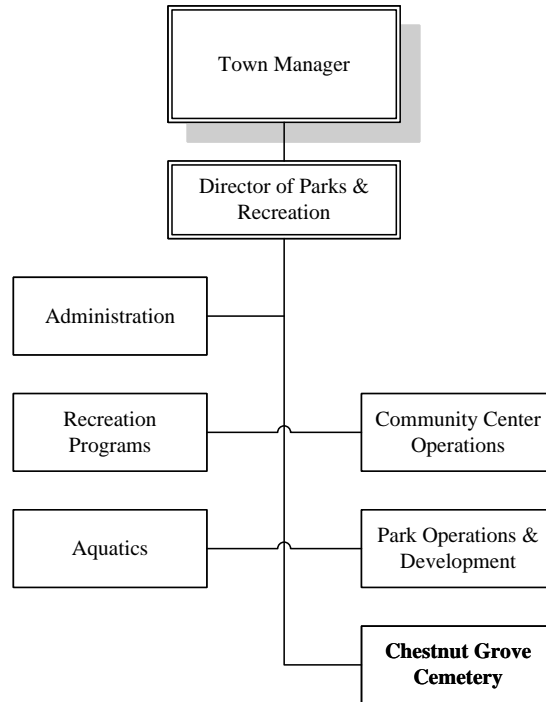 Town Manager
Director of Parks &
Recreation
Administration
Recreation
Programs
Community Center
Operations
Aquatics
Park Operations &
Development
Chestnut Grove
Cemetery